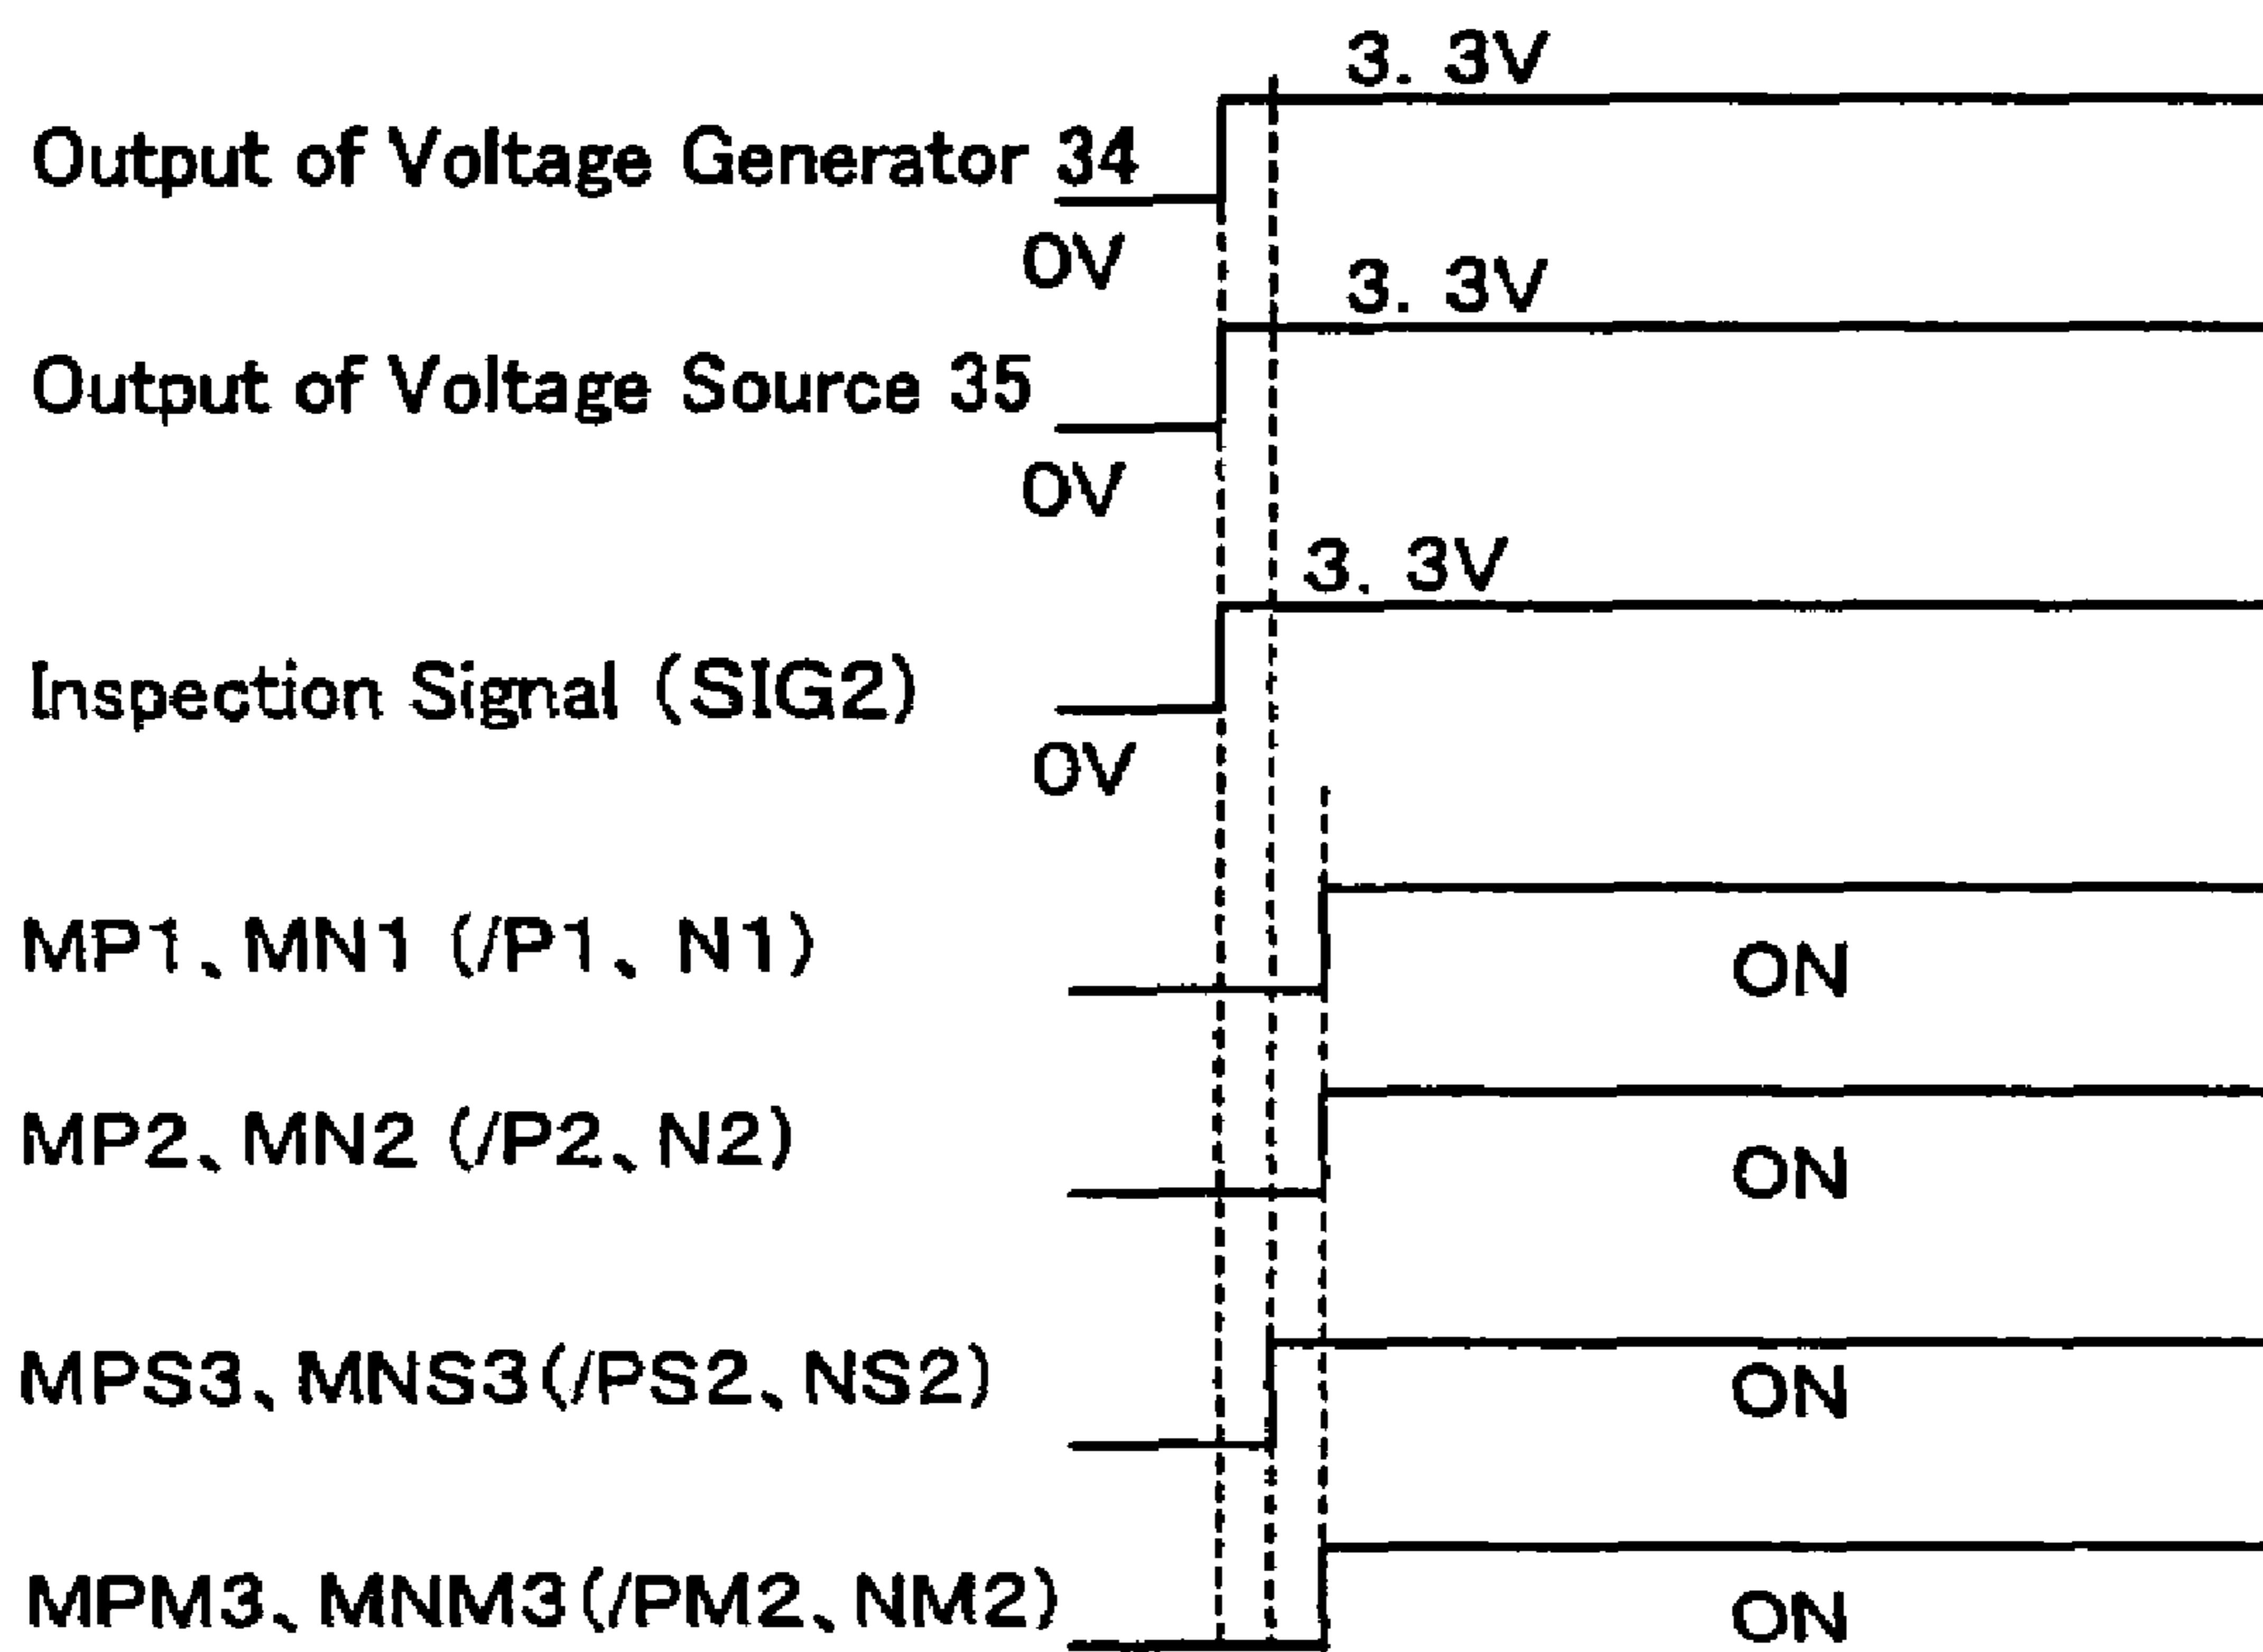 3. 3V
Output of Voltage Generator 34
0V
3. 3V
Output of Voltage Source 35
0V
3. 3V
Inspection Signal (SIG2)
0V
MP1、MN1 (/P1、 N1)
ON
MP2、MN2 (/P2、N2)
ON
MPS3、MNS3(/PS2、NS2)
ON
MPM3、MNM3(/PM2、NM2)
ON